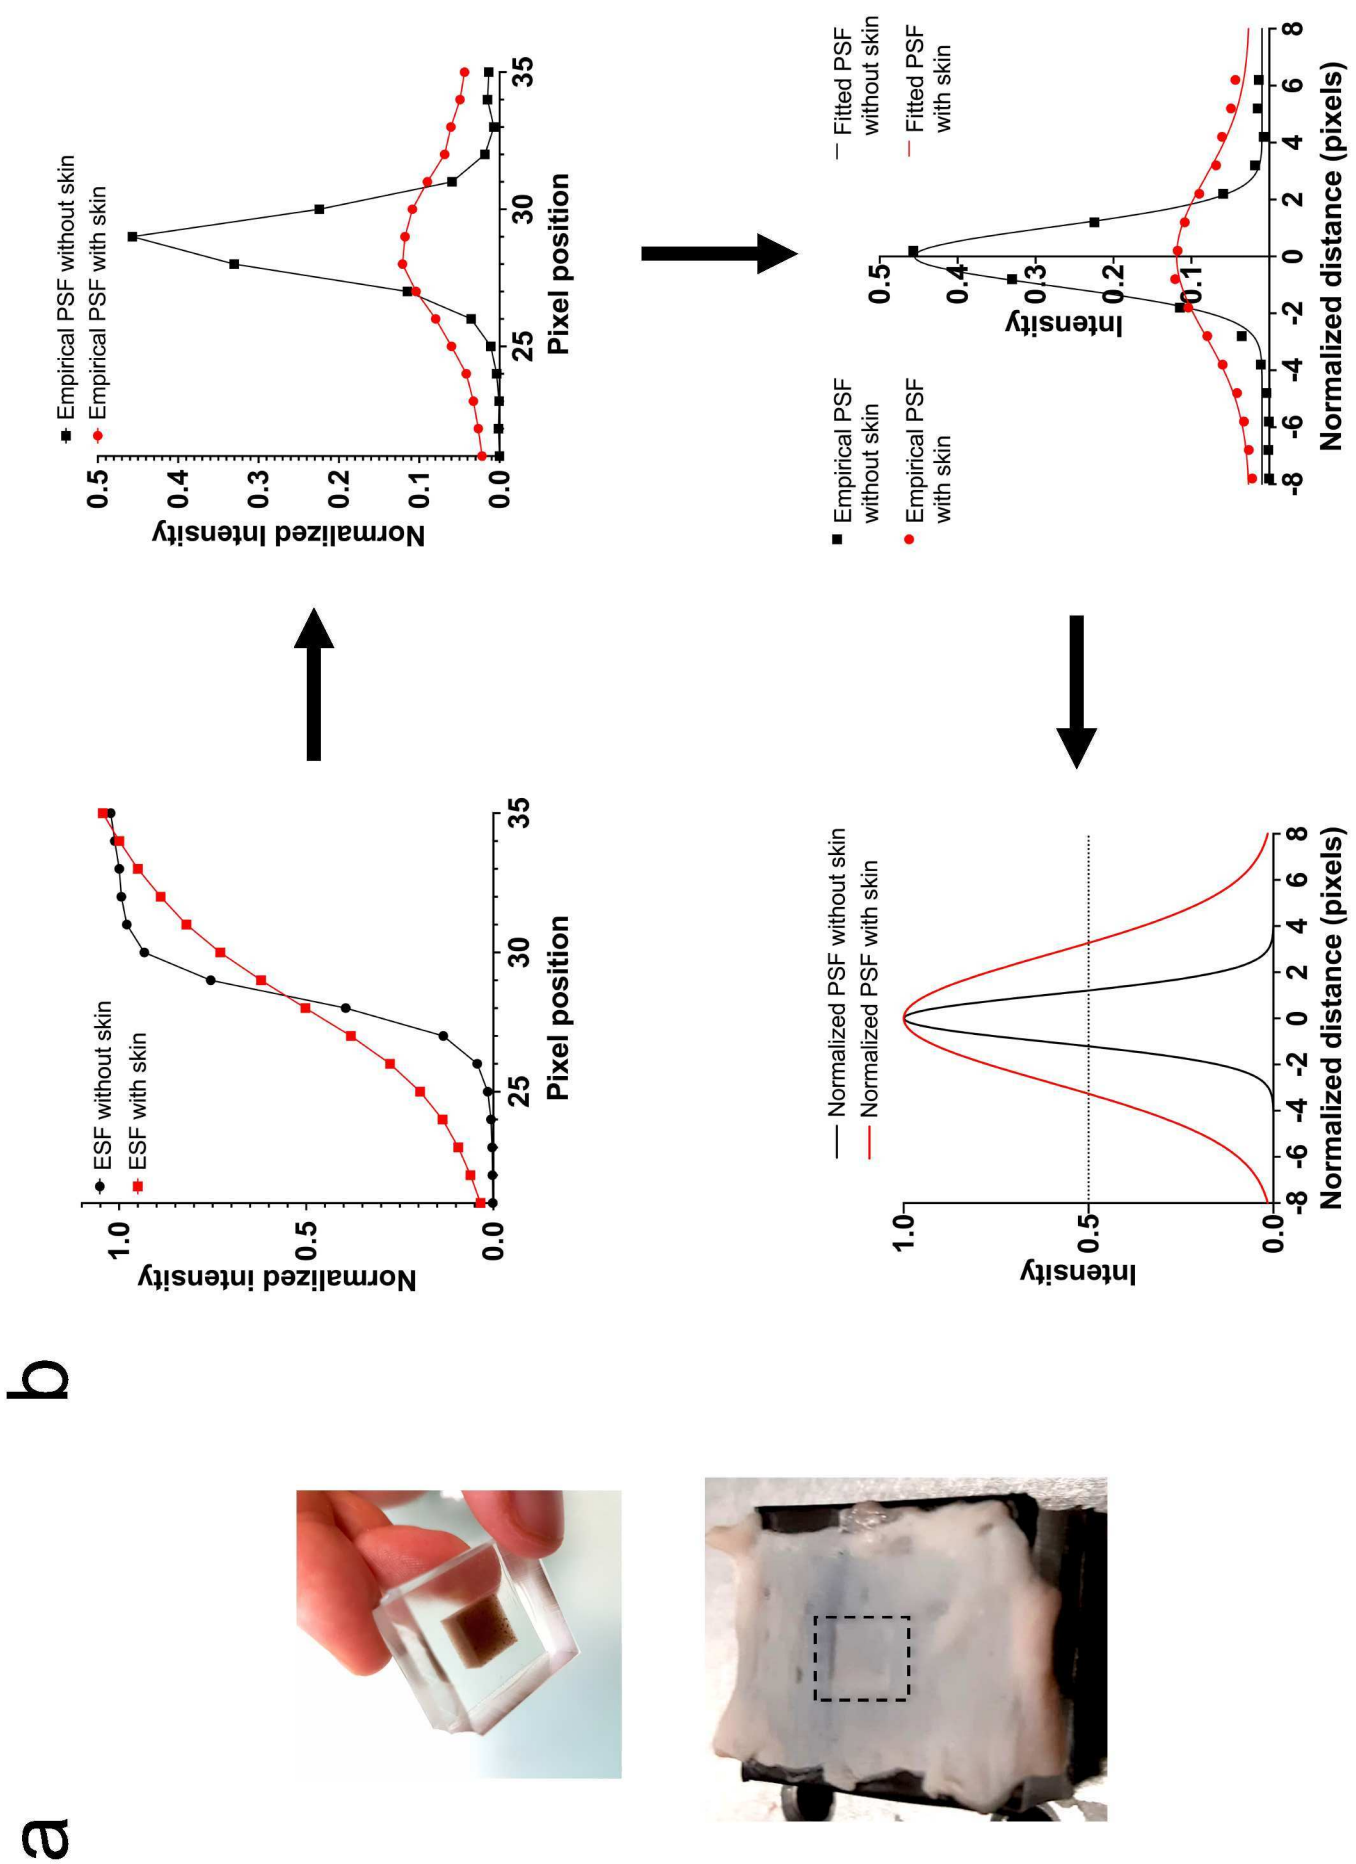 a
b
ESF without skin
ESF with skin
Normalized intensity
1.0
0.5
0.0
25
30
35
Pixel position
Empirical PSF without skin
Empirical PSF with skin
Normalized Intensity
0.5
0.4
0.3
0.2
0.1
0.0
25
30
35
Pixel position
Normalized PSF without skin
Normalized PSF with skin
Intensity
1.0
0.5
0.0
-8
-6
-4
-2
0
2
4
6
8
Normalized distance (pixels)
Empirical PSF
without skin
Empirical PSF
with skin
Fitted PSF
without skin
Fitted PSF
with skin
Intensity
0.5
0.4
0.3
0.2
0.1
-8
-6
-4
-2
0
2
4
6
8
Normalized distance (pixels)